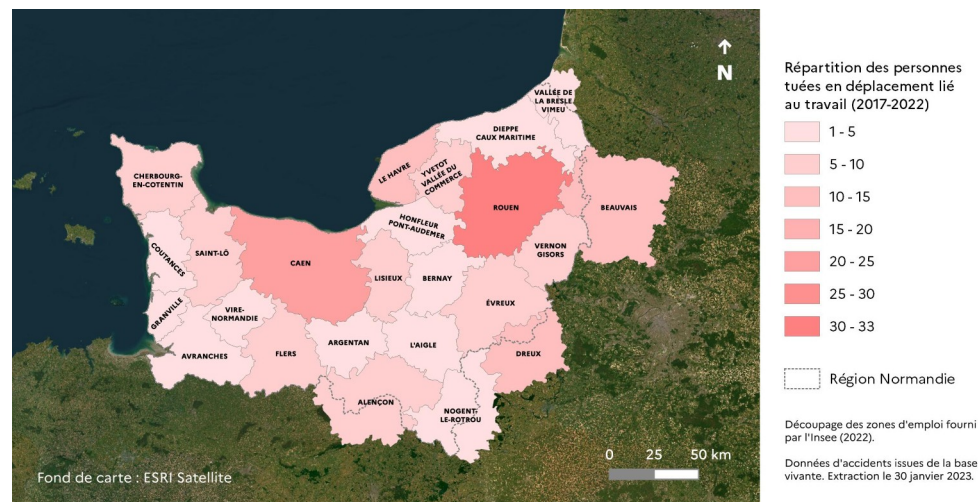 N
VALLÉE DE
LA BRESLE
VIMEU
DIEPPE
CAUX MARITIME
LE HAVRE
YVETOT
VALLÉE DU
COMMERCE
CHERBOURG-
EN-COTENTIN
ROUEN
BEAUVAIS
HONFLEUR
PONT-AUDEMER
COUTANCES
SAINT-LÔ
CAEN
LISIEUX
BERNAY
VERNON
GISORS
GRANVILLE
VIRE-
NORMANDIE
ÉVREUX
AVRANCHES
FLERS
ARGENTAN
L'AIGLE
DREUX
ALENÇON
NOGENT-
LE-ROTROU
Fond de carte : ESRI Satellite
0 25 50 km
Répartition des personnes
tuées en déplacement lié
au travail (2017-2022)
1 - 5
5 - 10
10 - 15
15 - 20
20 - 25
25 - 30
30 - 33
Région Normandie
Découpage des zones d'emploi fourni
par l'Insee (2022).
Données d'accidents issues de la base
vivante. Extraction le 30 janvier 2023.